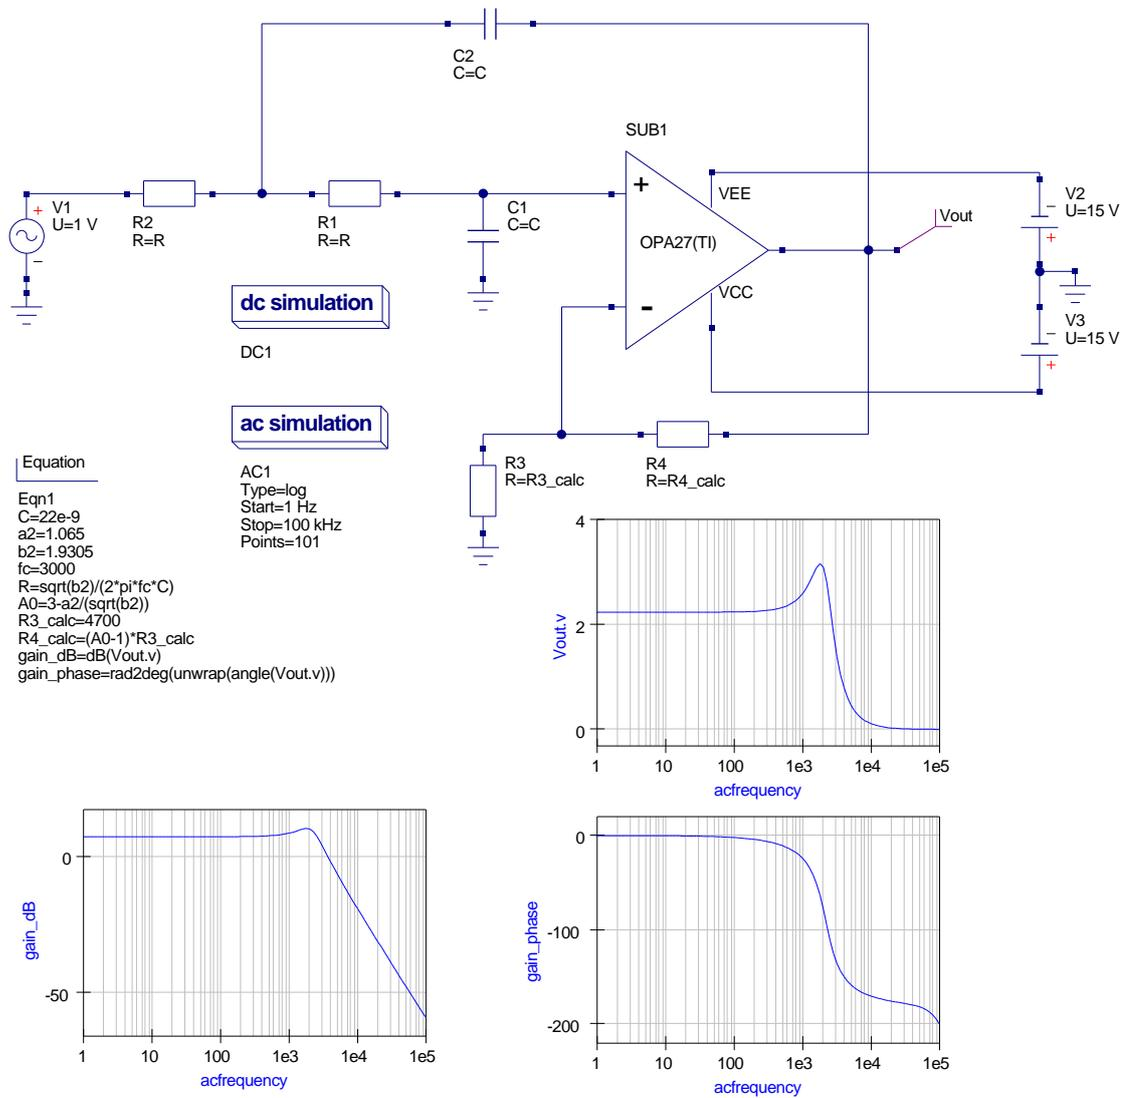 C2
C=C
SUB1
+
VEE
V1
U=1 V
R2
R=R
R1
R=R
C1
C=C
OPA27(TI)
Vout
V2
U=15 V
VCC
-
V3
U=15 V
dc simulation
DC1
ac simulation
AC1
Type=log
Start=1 Hz
Stop=100 kHz
Points=101
R3
R=R3_calc
R4
R=R4_calc
Equation
Eqn1
C=22e-9
a2=1.065
b2=1.9305
fc=3000
R=sqrt(b2)/(2*pi*fc*C)
A0=3-a2/(sqrt(b2))
R3_calc=4700
R4_calc=(A0-1)*R3_calc
gain_dB=dB(Vout.v)
gain_phase=rad2deg(unwrap(angle(Vout.v)))
4
2
0
Vout.v
1 10 100 1e3 1e4 1e5
acfrequency
0
-50
gain_dB
1 10 100 1e3 1e4 1e5
acfrequency
0
-100
-200
gain_phase
1 10 100 1e3 1e4 1e5
acfrequency